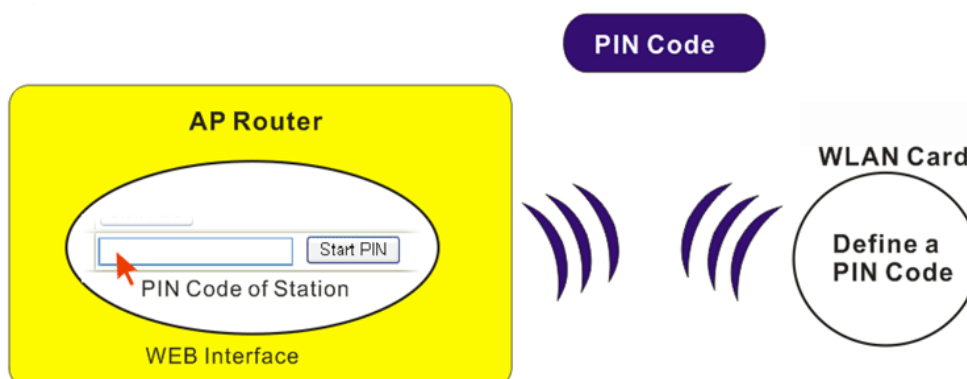 PIN Code
AP Router
WLAN Card
Start PIN
Define a
PIN Code
PIN Code of Station
WEB Interface